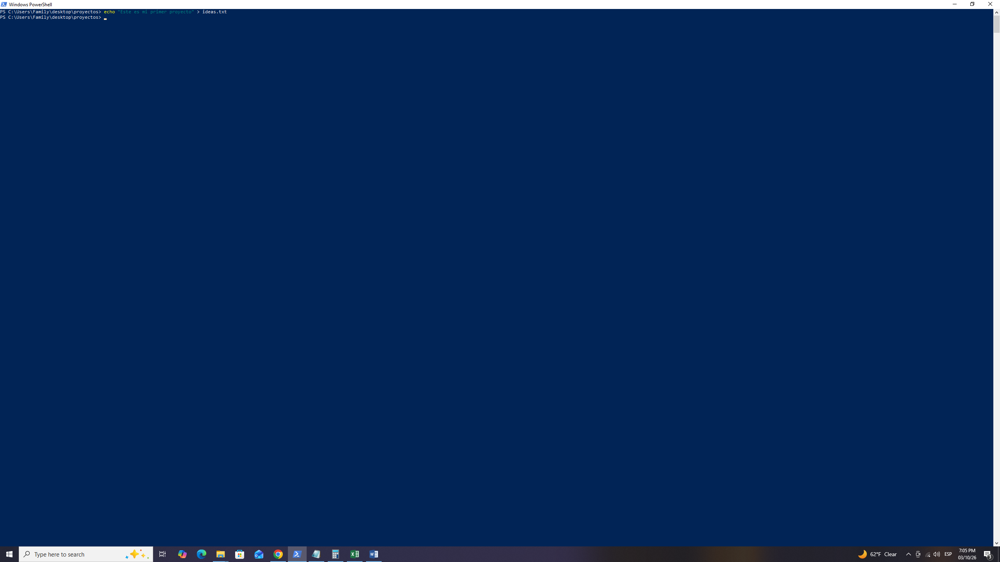 Windows PowerShell
PS C:\Users\Family\desktop\proyectos> echo "Este es mi primer proyecto" > ideas.txt
PS C:\Users\Family\desktop\proyectos>
Type here to search
62°F Clear
ESP
7:05 PM
03/10/26
3